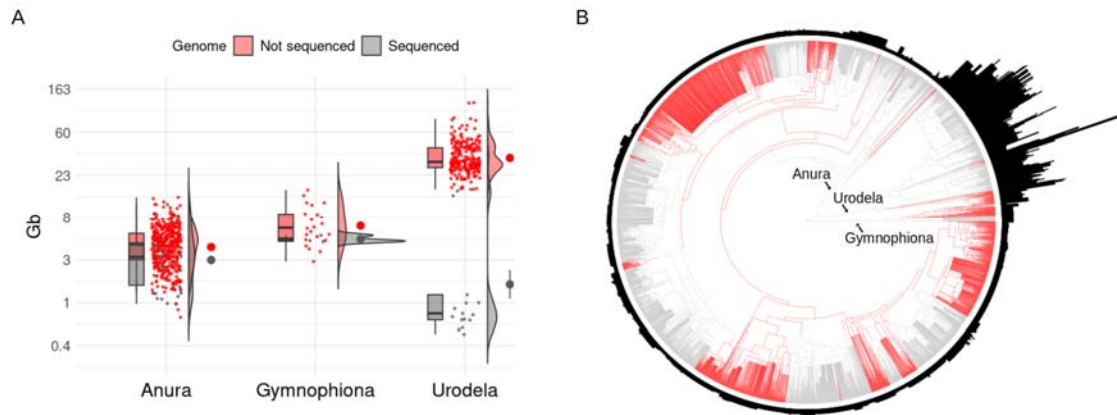 A
Genome Not sequenced Sequenced
163
60
23
8
3
1
0.4
Gb
Anura Gymnophiona Urodela
B
Anura
Urodela
Gymnophiona